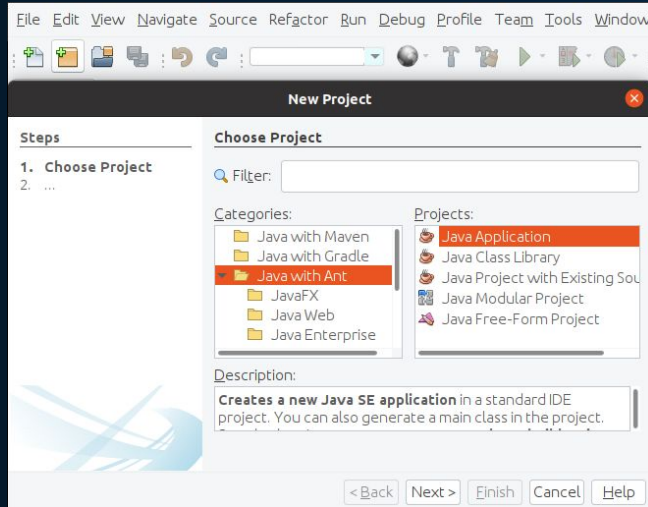 File Edit View Navigate Source Refactor Run Debug Profile Team Tools Window
New Project
Steps
1. Choose Project
2. ...
Choose Project
Filter:
Categories:
Java with Maven
Java with Gradle
Java with Ant
JavaFX
Java Web
Java Enterprise
Projects:
Java Application
Java Class Library
Java Project with Existing Sou
Java Modular Project
Java Free-Form Project
Description:
Creates a new Java SE application in a standard IDE
project. You can also generate a main class in the project.
< Back Next > Finish Cancel Help